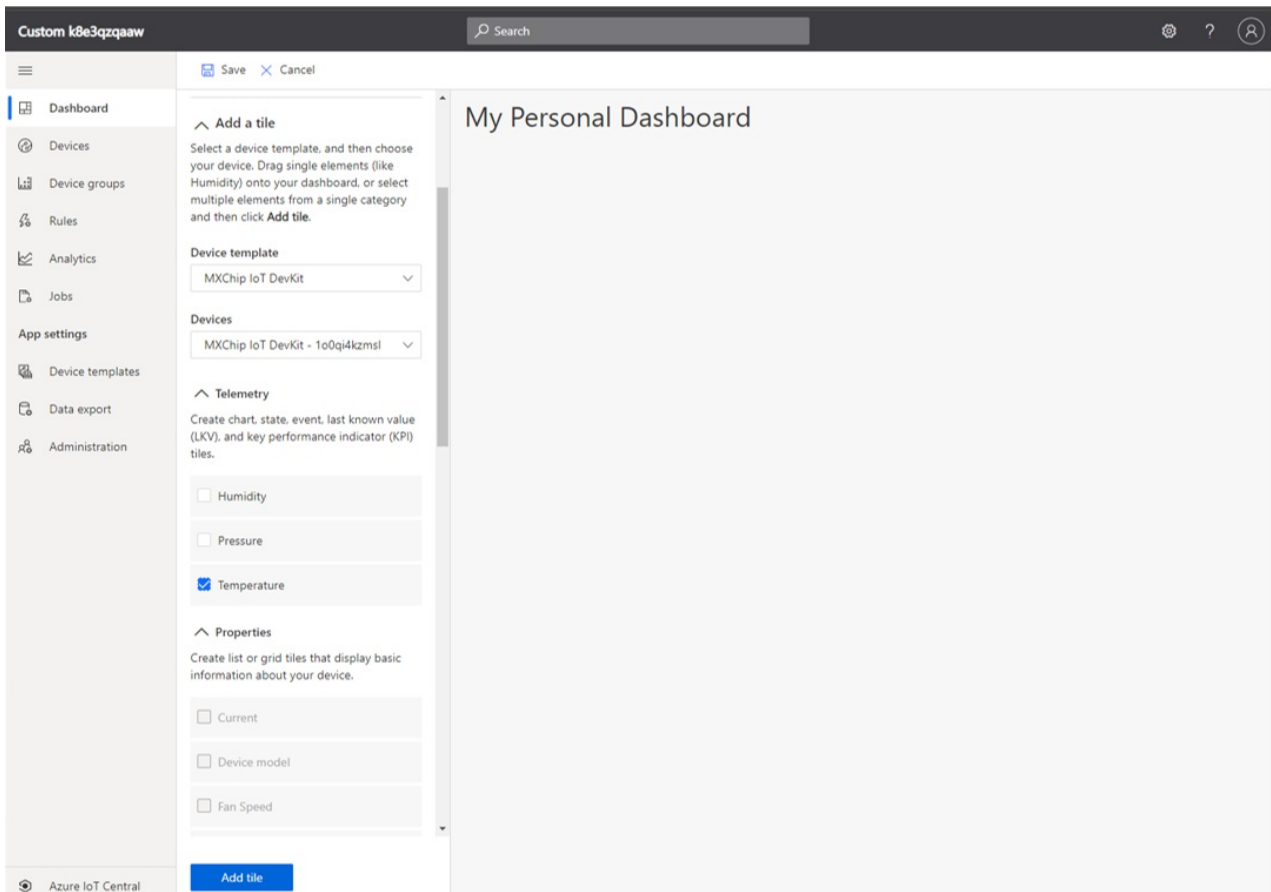 Custom k8e3qzqaaw
Search
?
Save
Cancel
Dashboard
Devices
Device groups
Rules
Analytics
Jobs
App settings
Device templates
Data export
Administration
Azure IoT Central
Add a tile
Select a device template, and then choose
your device. Drag single elements (like
Humidity) onto your dashboard, or select
multiple elements from a single category
and then click Add tile.
Device template
MXChip IoT DevKit
Devices
MXChip IoT DevKit - 1o0qi4kzmsl
Telemetry
Create chart, state, event, last known value
(LKV), and key performance indicator (KPI)
tiles.
Humidity
Pressure
Temperature
Properties
Create list or grid tiles that display basic
information about your device.
Current
Device model
Fan Speed
Add tile
My Personal Dashboard